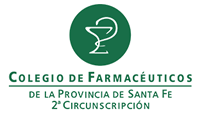 COLEGIO DE FARMACÉUTICOS
DE LA PROVINCIA DE SANTA FE
2ª CIRCUNSCRIPCIÓN